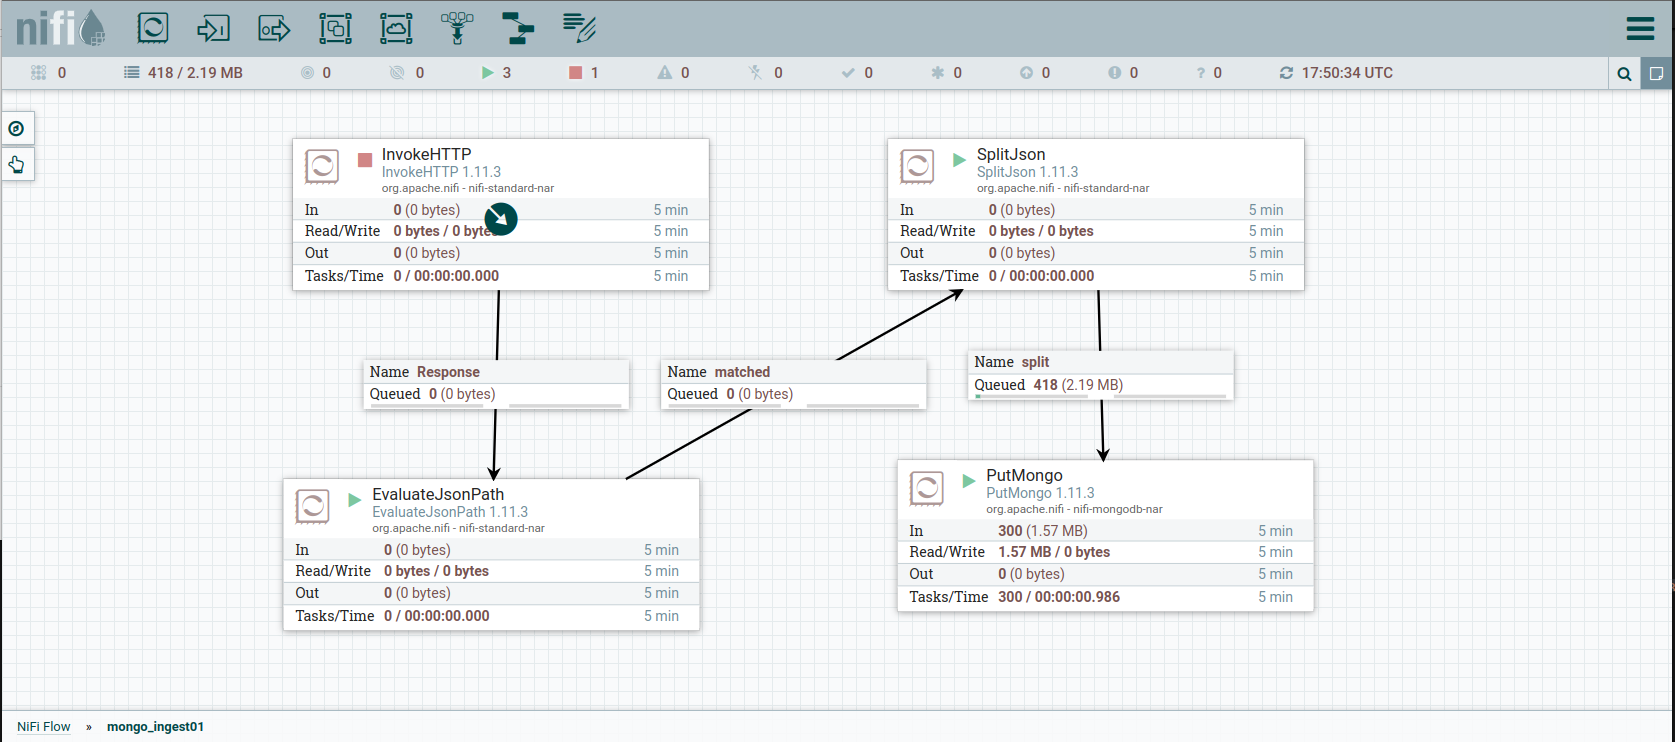 nifi
0 418 / 2.19 MB 0 0 3 1 0 0 0 0 0 0 ? 0 17:50:34 UTC
InvokeHTTP
InvokeHTTP 1.11.3
org.apache.nifi - nifi-standard-nar
In 0 (0 bytes) 5 min
Read/Write 0 bytes / 0 byte 5 min
Out 0 (0 bytes) 5 min
Tasks/Time 0 / 00:00:00.000 5 min
SplitJson
SplitJson 1.11.3
org.apache.nifi - nifi-standard-nar
In 0 (0 bytes) 5 min
Read/Write 0 bytes / 0 bytes 5 min
Out 0 (0 bytes) 5 min
Tasks/Time 0 / 00:00:00.000 5 min
Name Response
Queued 0 (0 bytes)
Name matched
Queued 0 (0 bytes)
Name split
Queued 418 (2.19 MB)
EvaluateJsonPath
EvaluateJsonPath 1.11.3
org.apache.nifi - nifi-standard-nar
In 0 (0 bytes) 5 min
Read/Write 0 bytes / 0 bytes 5 min
Out 0 (0 bytes) 5 min
Tasks/Time 0 / 00:00:00.000 5 min
PutMongo
PutMongo 1.11.3
org.apache.nifi - nifi-mongodb-nar
In 300 (1.57 MB) 5 min
Read/Write 1.57 MB / 0 bytes 5 min
Out 0 (0 bytes) 5 min
Tasks/Time 300 / 00:00:00.986 5 min
NiFi Flow » mongo_ingest01